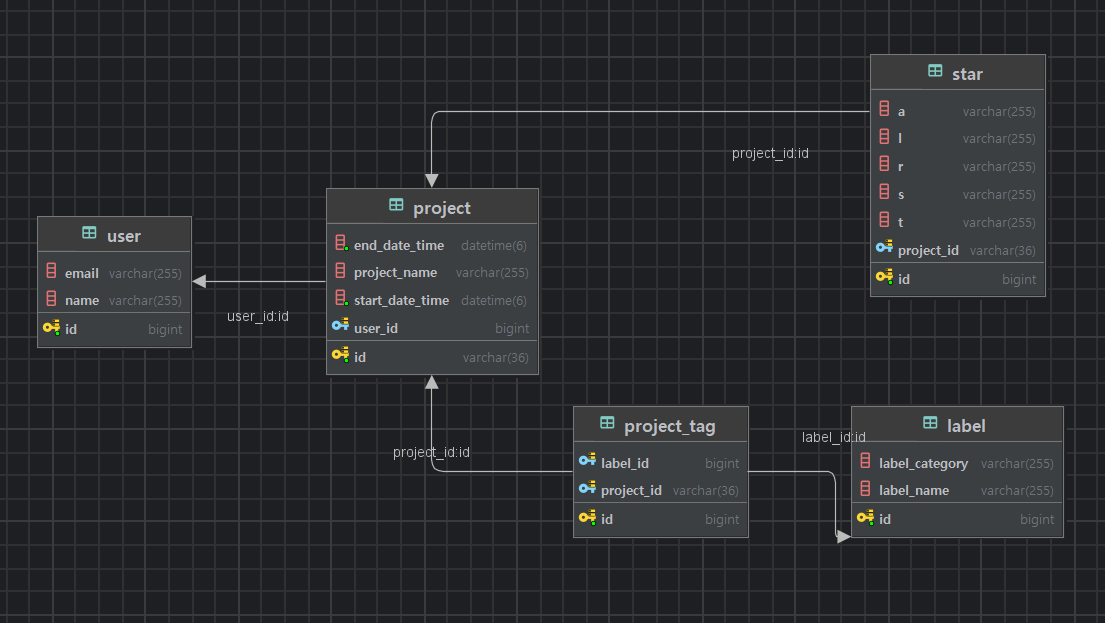 star
a varchar(255)
l varchar(255)
r varchar(255)
s varchar(255)
t varchar(255)
project_id varchar(36)
id bigint
project_id:id
project
end_date_time datetime(6)
project_name varchar(255)
start_date_time datetime(6)
user_id bigint
id varchar(36)
user
email varchar(255)
name varchar(255)
id bigint
user_id:id
project_tag
label_id bigint
project_id varchar(36)
id bigint
project_id:id
label_id:id
label
label_category varchar(255)
label_name varchar(255)
id bigint